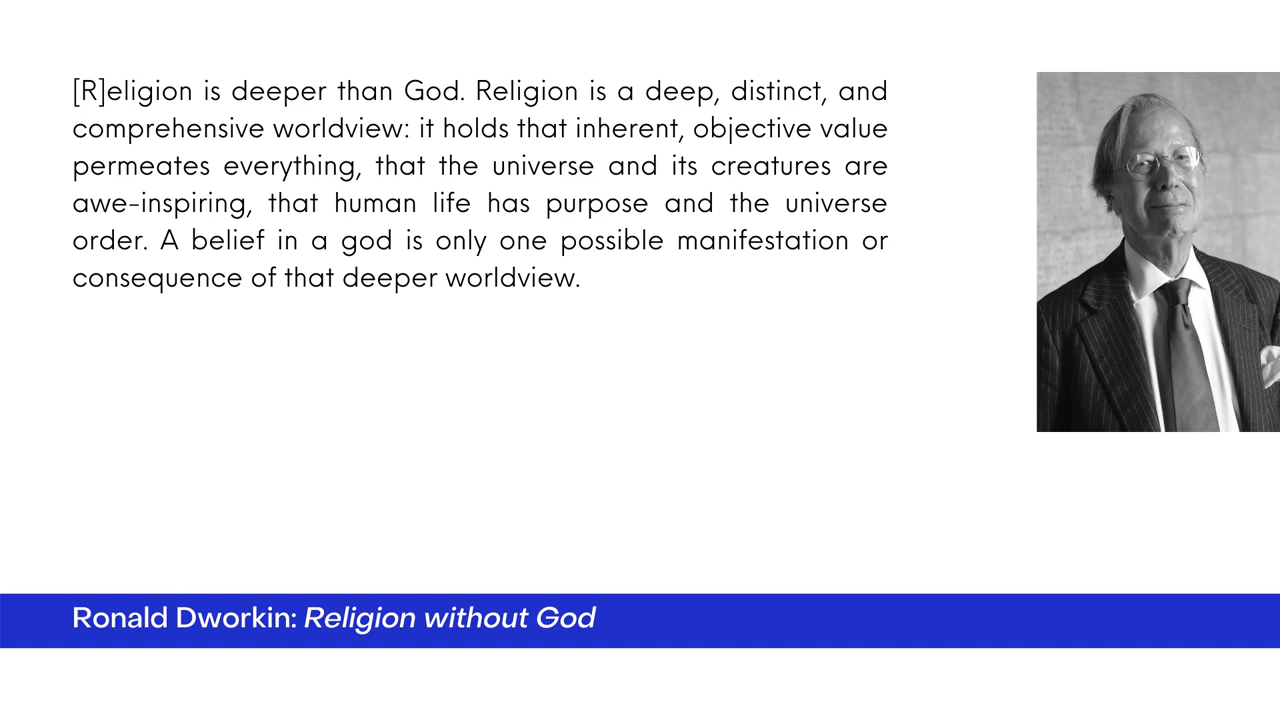 [R]eligion is deeper than God. Religion is a deep, distinct, and
comprehensive worldview: it holds that inherent, objective value
permeates everything, that the universe and its creatures are
awe-inspiring, that human life has purpose and the universe
order. A belief in a god is only one possible manifestation or
consequence of that deeper worldview.
Ronald Dworkin: Religion without God